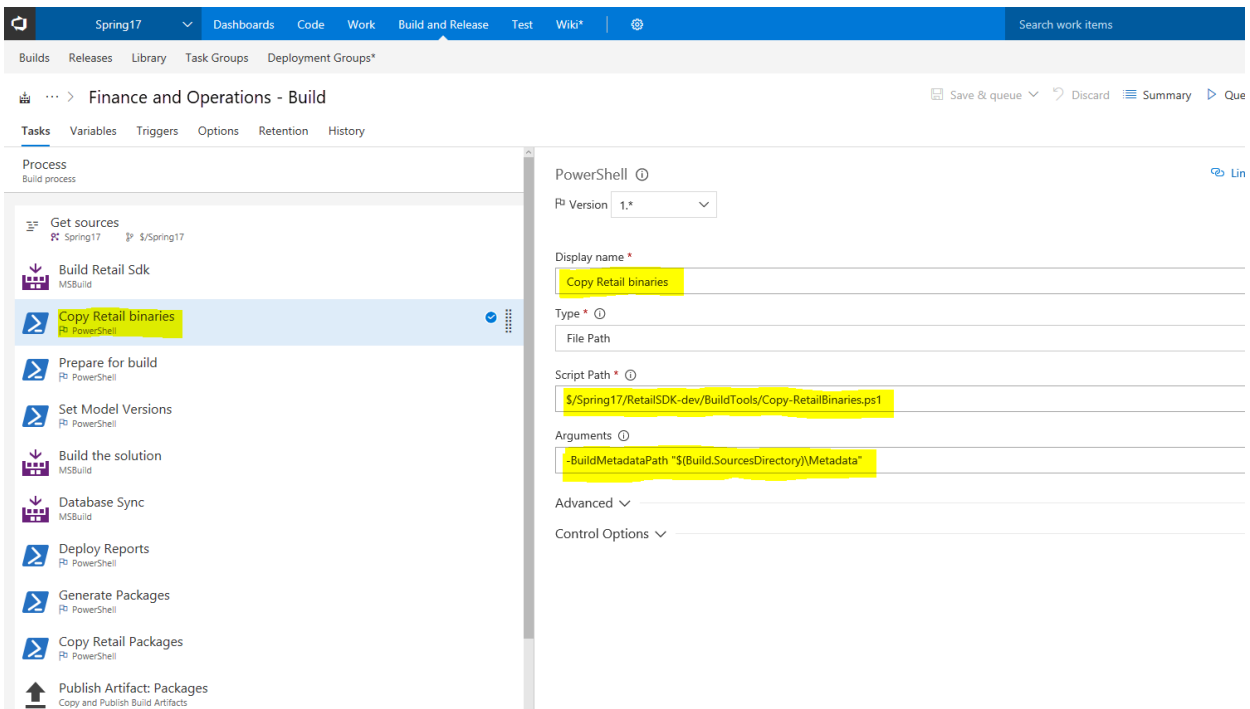 Spring17 Dashboards Code Work Build and Release Test Wiki* Search work items
Builds Releases Library Task Groups Deployment Groups*
... > Finance and Operations - Build Save & queue Discard Summary Que
Tasks Variables Triggers Options Retention History
Process
Build process
Get sources
Spring17 $/Spring17
Build Retail Sdk
MSBuild
Copy Retail binaries
PowerShell
Prepare for build
PowerShell
Set Model Versions
PowerShell
Build the solution
MSBuild
Database Sync
MSBuild
Deploy Reports
PowerShell
Generate Packages
PowerShell
Copy Retail Packages
PowerShell
Publish Artifact: Packages
Copy and Publish Build Artifacts
PowerShell Lin
Version 1.*
Display name *
Copy Retail binaries
Type *
File Path
Script Path *
$/Spring17/RetailSDK-dev/BuildTools/Copy-RetailBinaries.ps1
Arguments
-BuildMetadataPath "$(Build.SourcesDirectory)\Metadata"
Advanced
Control Options